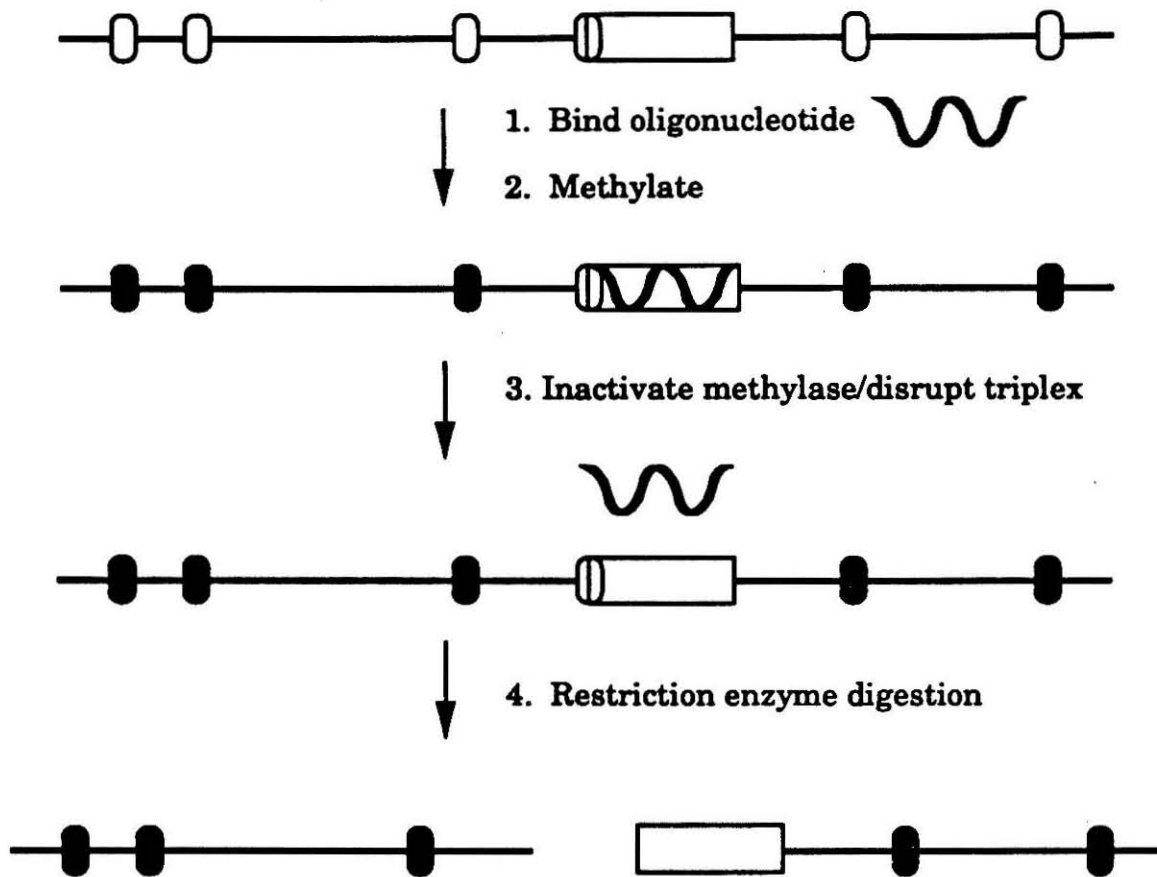 1. Bind oligonucleotide
2. Methylate
3. Inactivate methylase/disrupt triplex
4. Restriction enzyme digestion